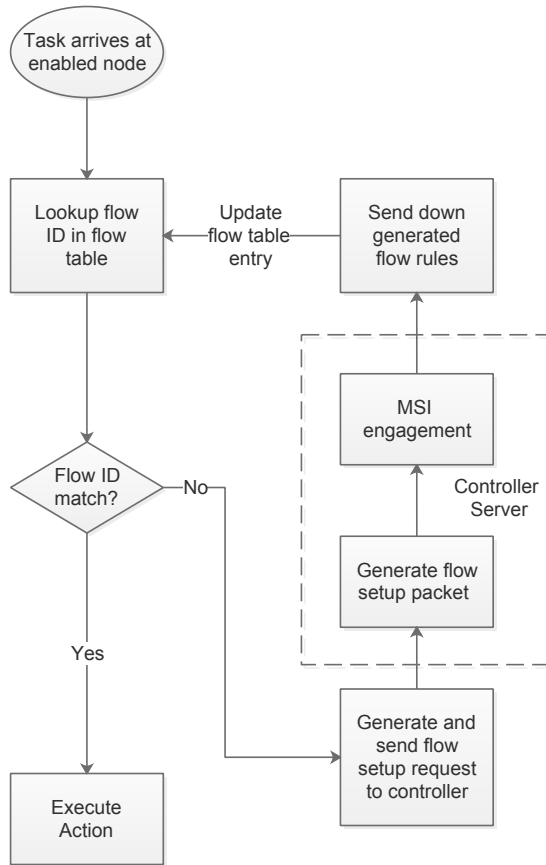 Task arrives at
enabled node
Lookup flow
ID in flow
table
Update
flow table
entry
Send down
generated
flow rules
MSI
engagement
Controller
Server
Flow ID
match?
No
Generate flow
setup packet
Yes
Generate and
send flow
setup request
to controller
Execute
Action